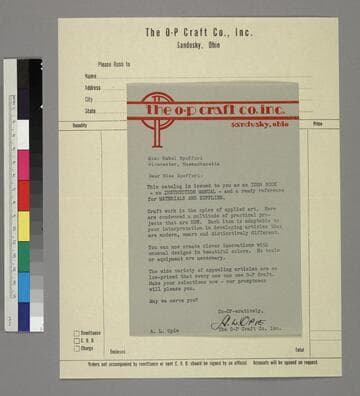 The O-P Craft Co., Inc.
Sandusky, Ohio
Please Rush to
Name
Address
City
State
Quantity
Price
the o-p craft co. inc.
sandusky, ohio
Miss Mabel Spofford
Gloucester, Massachusetts
Dear Miss Spofford:
This catalog is issued to you as an IDEA BOOK
- an INSTRUCTION MANUAL - and a ready reference
for MATERIALS AND SUPPLIES.
Craft work is the spice of applied art. Here
are condensed a multitude of practical pro-
jects that are NEW. Each item is adaptable to
your interpretation in developing articles that
are modern, smart and distinctively different.
You can now create clever innovations with
unusual designs in beautiful colors. No tools
or equipment are necessary.
The wide variety of appealing articles are so
low-priced that every one can use O-P Craft.
Make your selections now - our promptness
will please you.
May we serve you?
Co-OP-eratively,
A.L. OPIE
A. L. Opie
The O-P Craft Co. Inc.
Remittance
C. O. D.
Charge
Enclosed
Total
Orders not accompanied by remittance or sent C. O. D. should be signed by an official
Accounts will be opened on request.